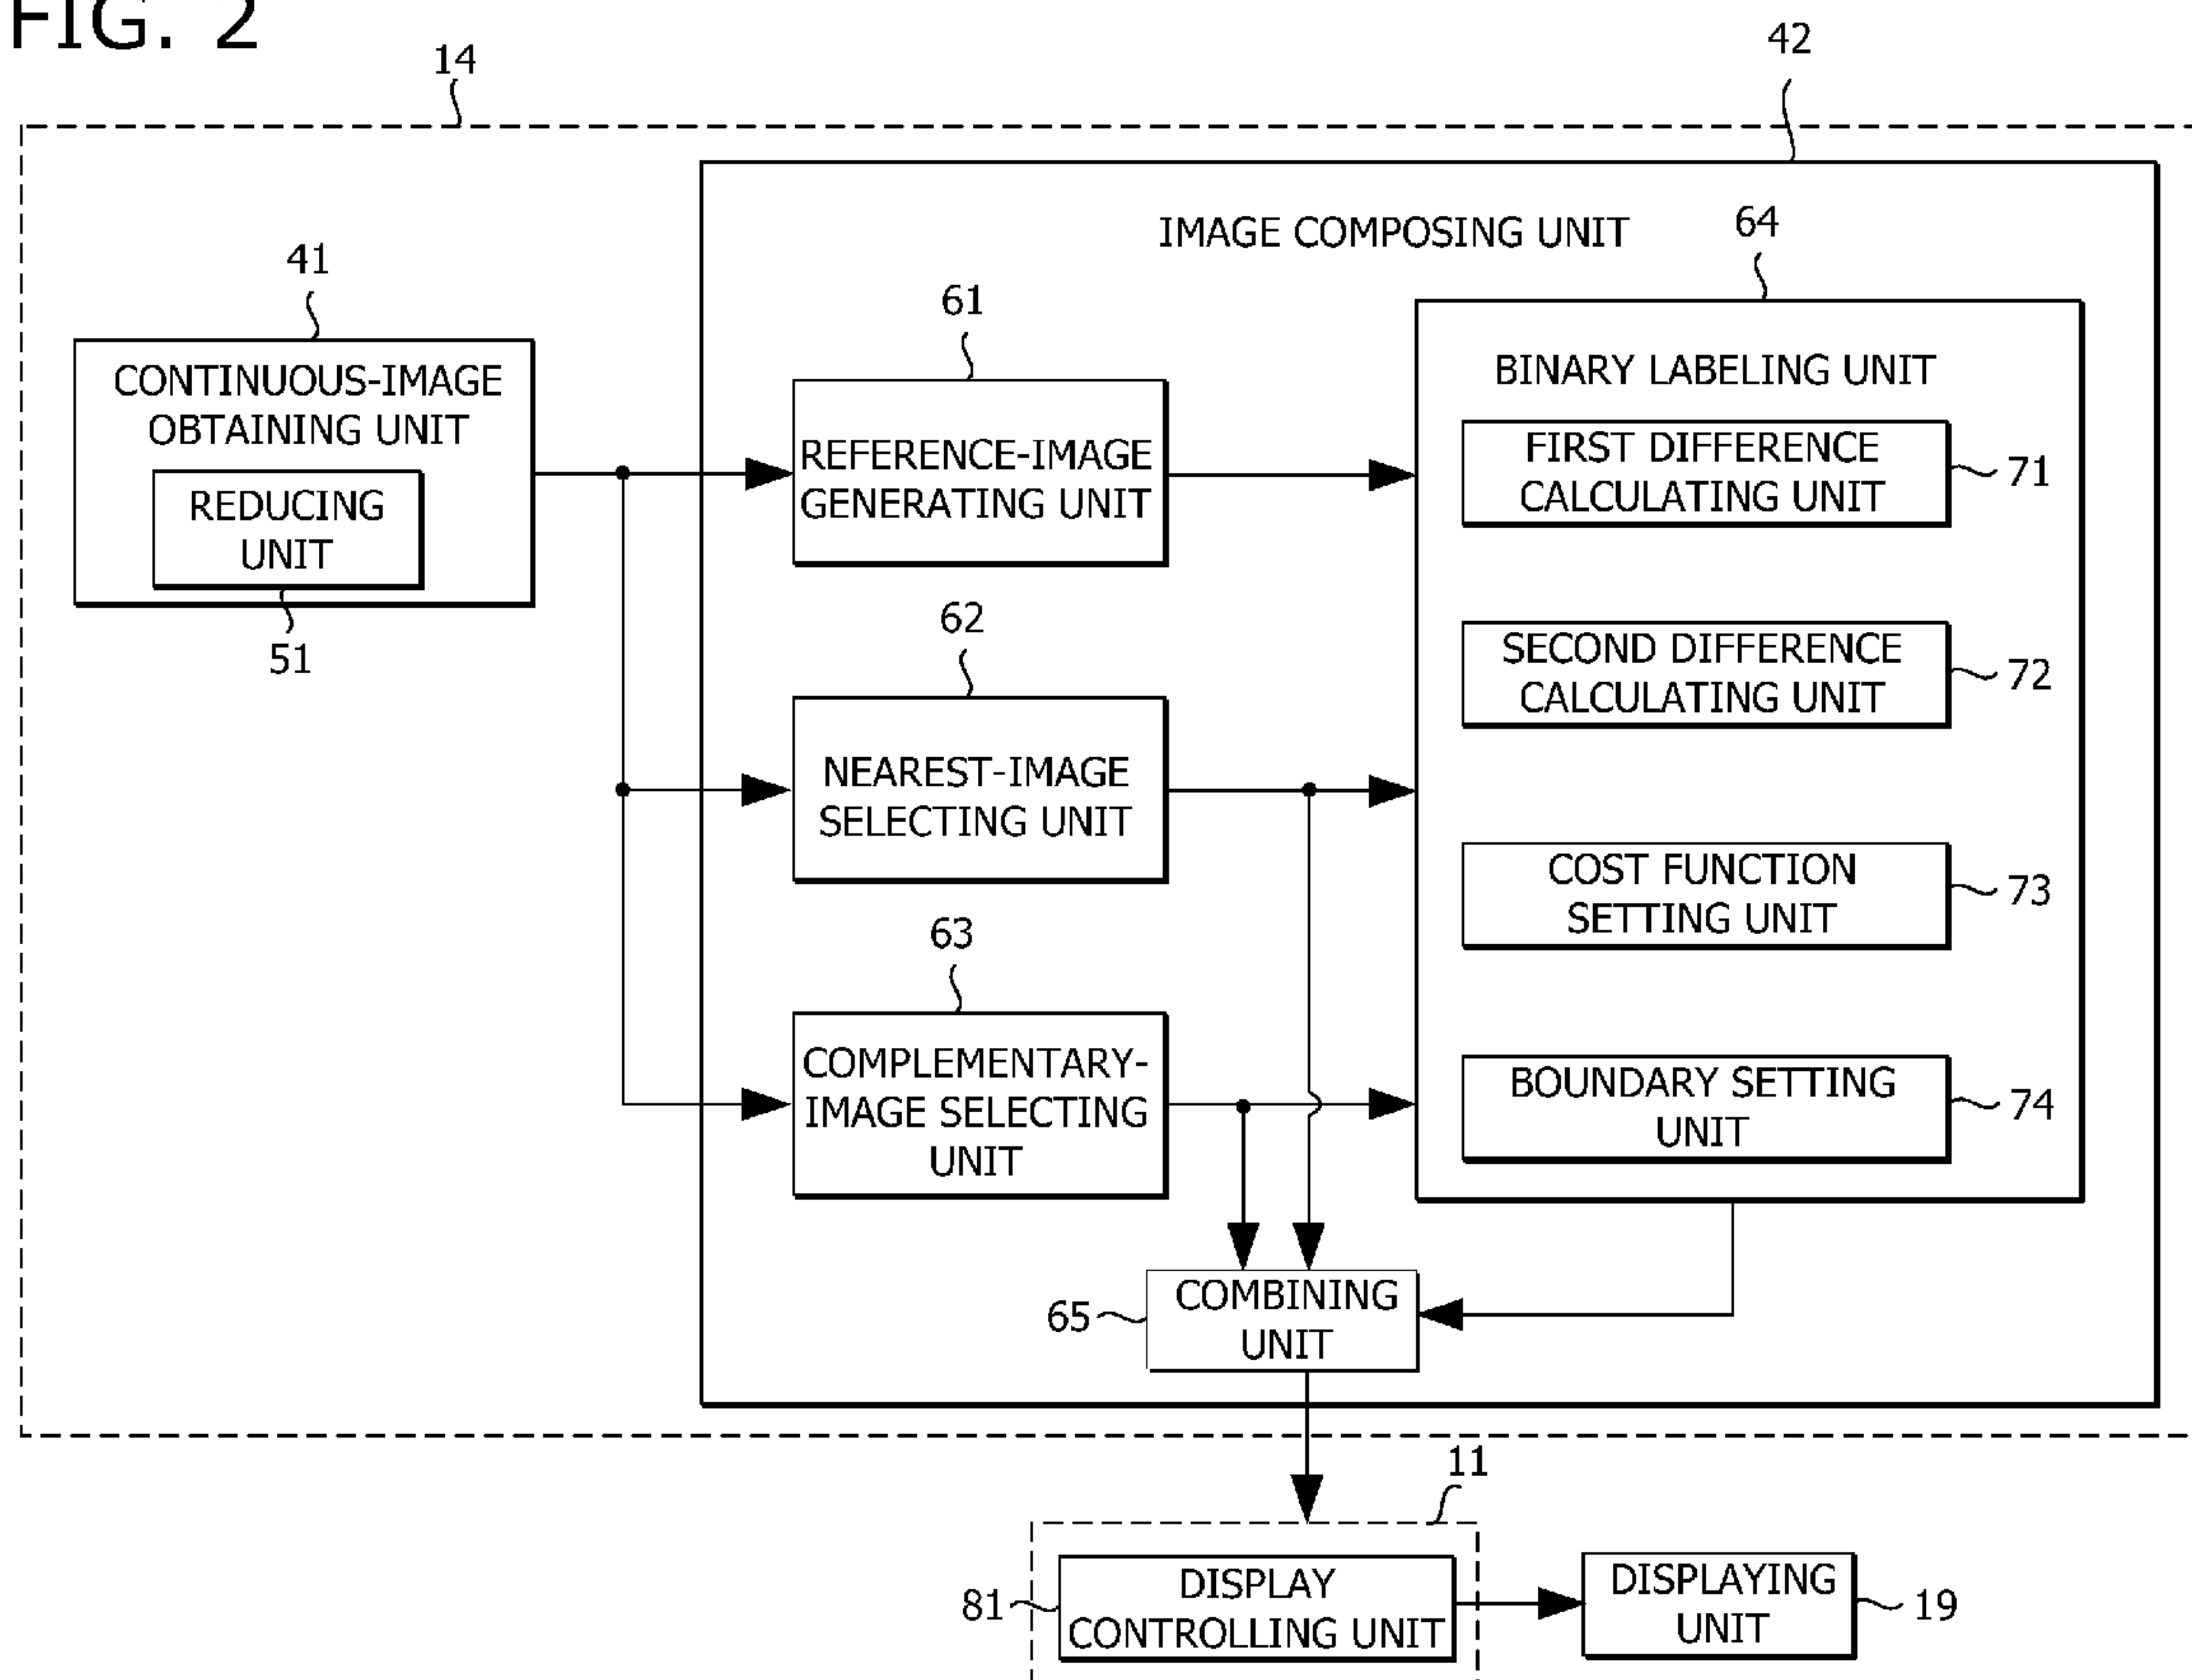 FIG. 2
14
42
IMAGE COMPOSING UNIT
64
41
CONTINUOUS-IMAGE
OBTAINING UNIT
REDUCING
UNIT
51
61
REFERENCE-IMAGE
GENERATING UNIT
62
NEAREST-IMAGE
SELECTING UNIT
63
COMPLEMENTARY-
IMAGE SELECTING
UNIT
BINARY LABELING UNIT
FIRST DIFFERENCE
CALCULATING UNIT
71
SECOND DIFFERENCE
CALCULATING UNIT
72
COST FUNCTION
SETTING UNIT
73
BOUNDARY SETTING
UNIT
74
65
COMBINING
UNIT
11
81
DISPLAY
CONTROLLING UNIT
DISPLAYING
UNIT
19